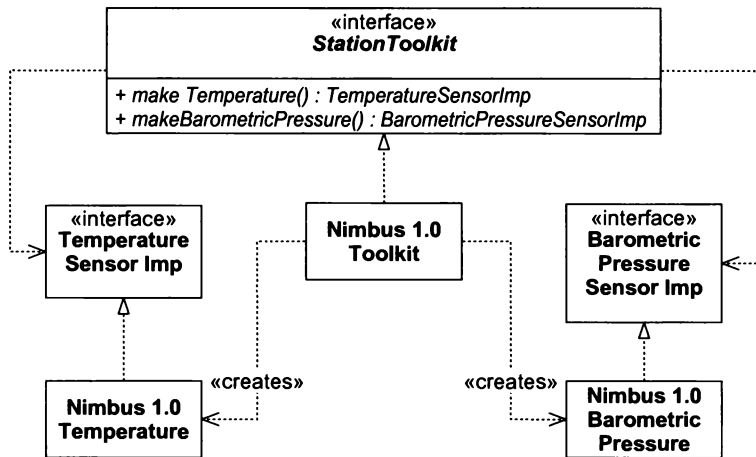 «interface»
StationToolkit
+ make Temperature() : TemperatureSensorImp
+ makeBarometricPressure() : BarometricPressureSensorImp
«interface»
Temperature
Sensor Imp
Nimbus 1.0
Toolkit
«interface»
Barometric
Pressure
Sensor Imp
«creates»
«creates»
Nimbus 1.0
Temperature
Nimbus 1.0
Barometric
Pressure